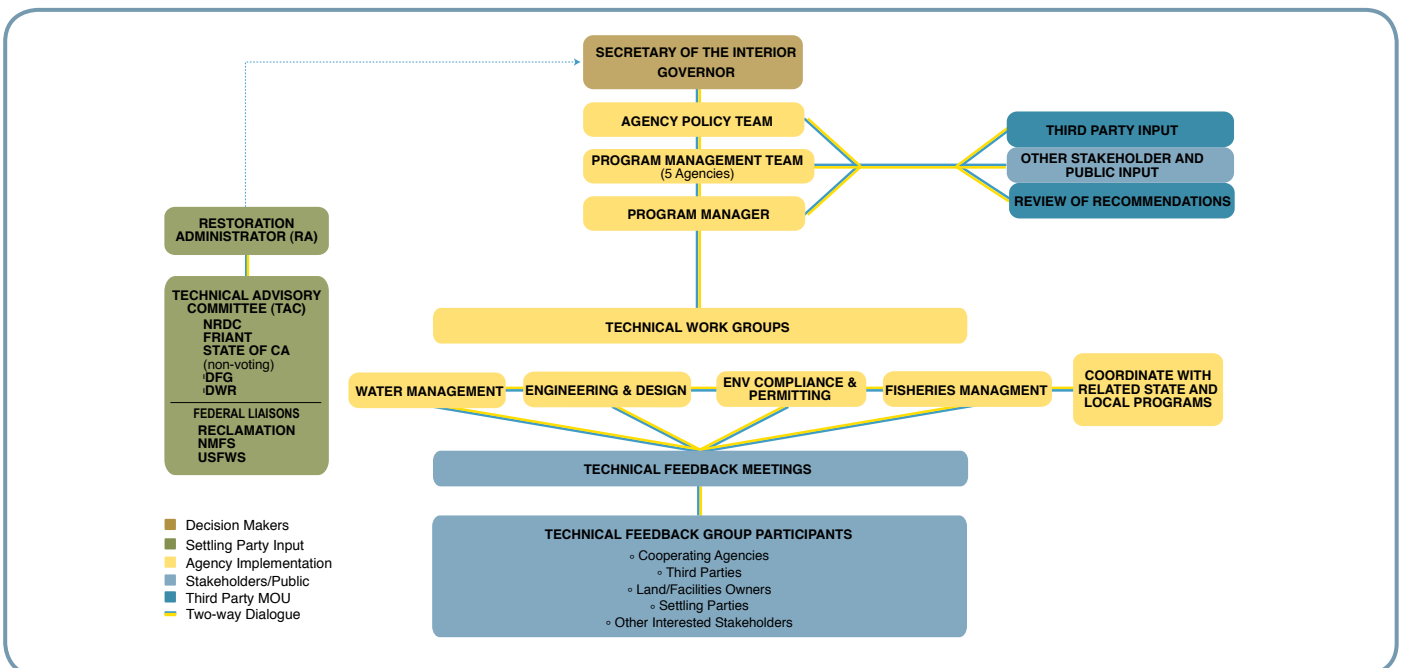 SECRETARY OF THE INTERIOR
GOVERNOR
AGENCY POLICY TEAM
PROGRAM MANAGEMENT TEAM
(5 Agencies)
PROGRAM MANAGER
THIRD PARTY INPUT
OTHER STAKEHOLDER AND
PUBLIC INPUT
REVIEW OF RECOMMENDATIONS
RESTORATION
ADMINISTRATOR (RA)
TECHNICAL ADVISORY
COMMITTEE (TAC)
NRDC
FRIANT
STATE OF CA
(non-voting)
DFG
DWR
FEDERAL LIAISONS
RECLAMATION
NMFS
USFWS
TECHNICAL WORK GROUPS
WATER MANAGEMENT
ENGINEERING & DESIGN
ENV COMPLIANCE &
PERMITTING
FISHERIES MANAGMENT
COORDINATE WITH
RELATED STATE AND
LOCAL PROGRAMS
TECHNICAL FEEDBACK MEETINGS
TECHNICAL FEEDBACK GROUP PARTICIPANTS
∘ Cooperating Agencies
∘ Third Parties
∘ Land/Facilities Owners
∘ Settling Parties
∘ Other Interested Stakeholders
Decision Makers
Settling Party Input
Agency Implementation
Stakeholders/Public
Third Party MOU
Two-way Dialogue